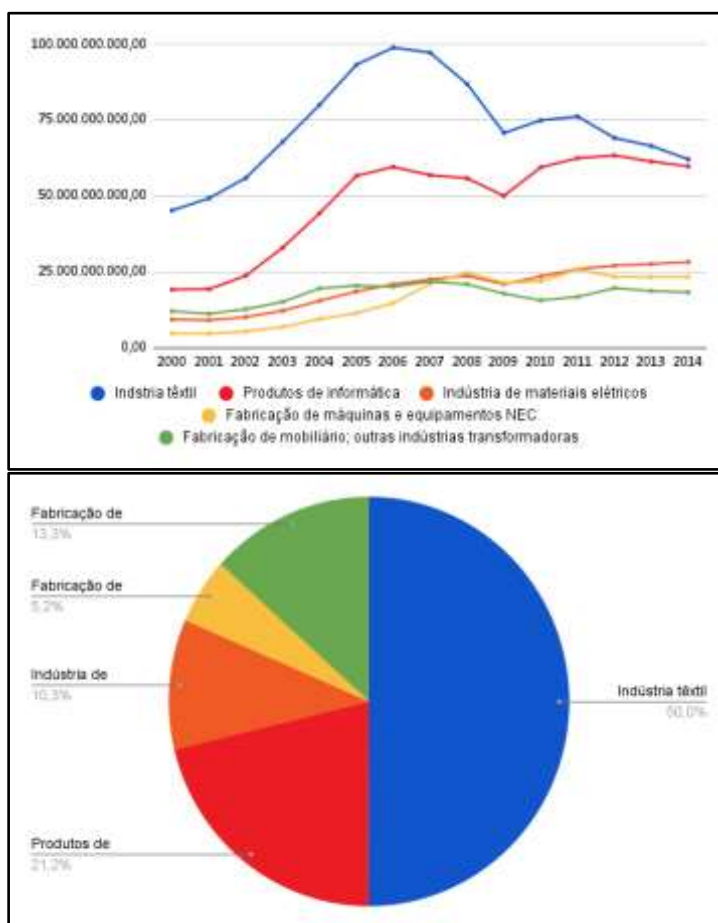 100.000.000.000,00
75.000.000.000,00
50.000.000.000,00
25.000.000.000,00
0,00
2000 2001 2002 2003 2004 2005 2006 2007 2008 2009 2010 2011 2012 2013 2014
Indstria têxtil Produtos de informática Indústria de materiais elétricos
Fabricação de máquinas e equipamentos NEC
Fabricação de mobiliário; outras indústrias transformadoras
Fabricação de
13,3%
Fabricação de
5,2%
Indústria de
10,3%
Indústria têxtil
50,0%
Produtos de
21,2%